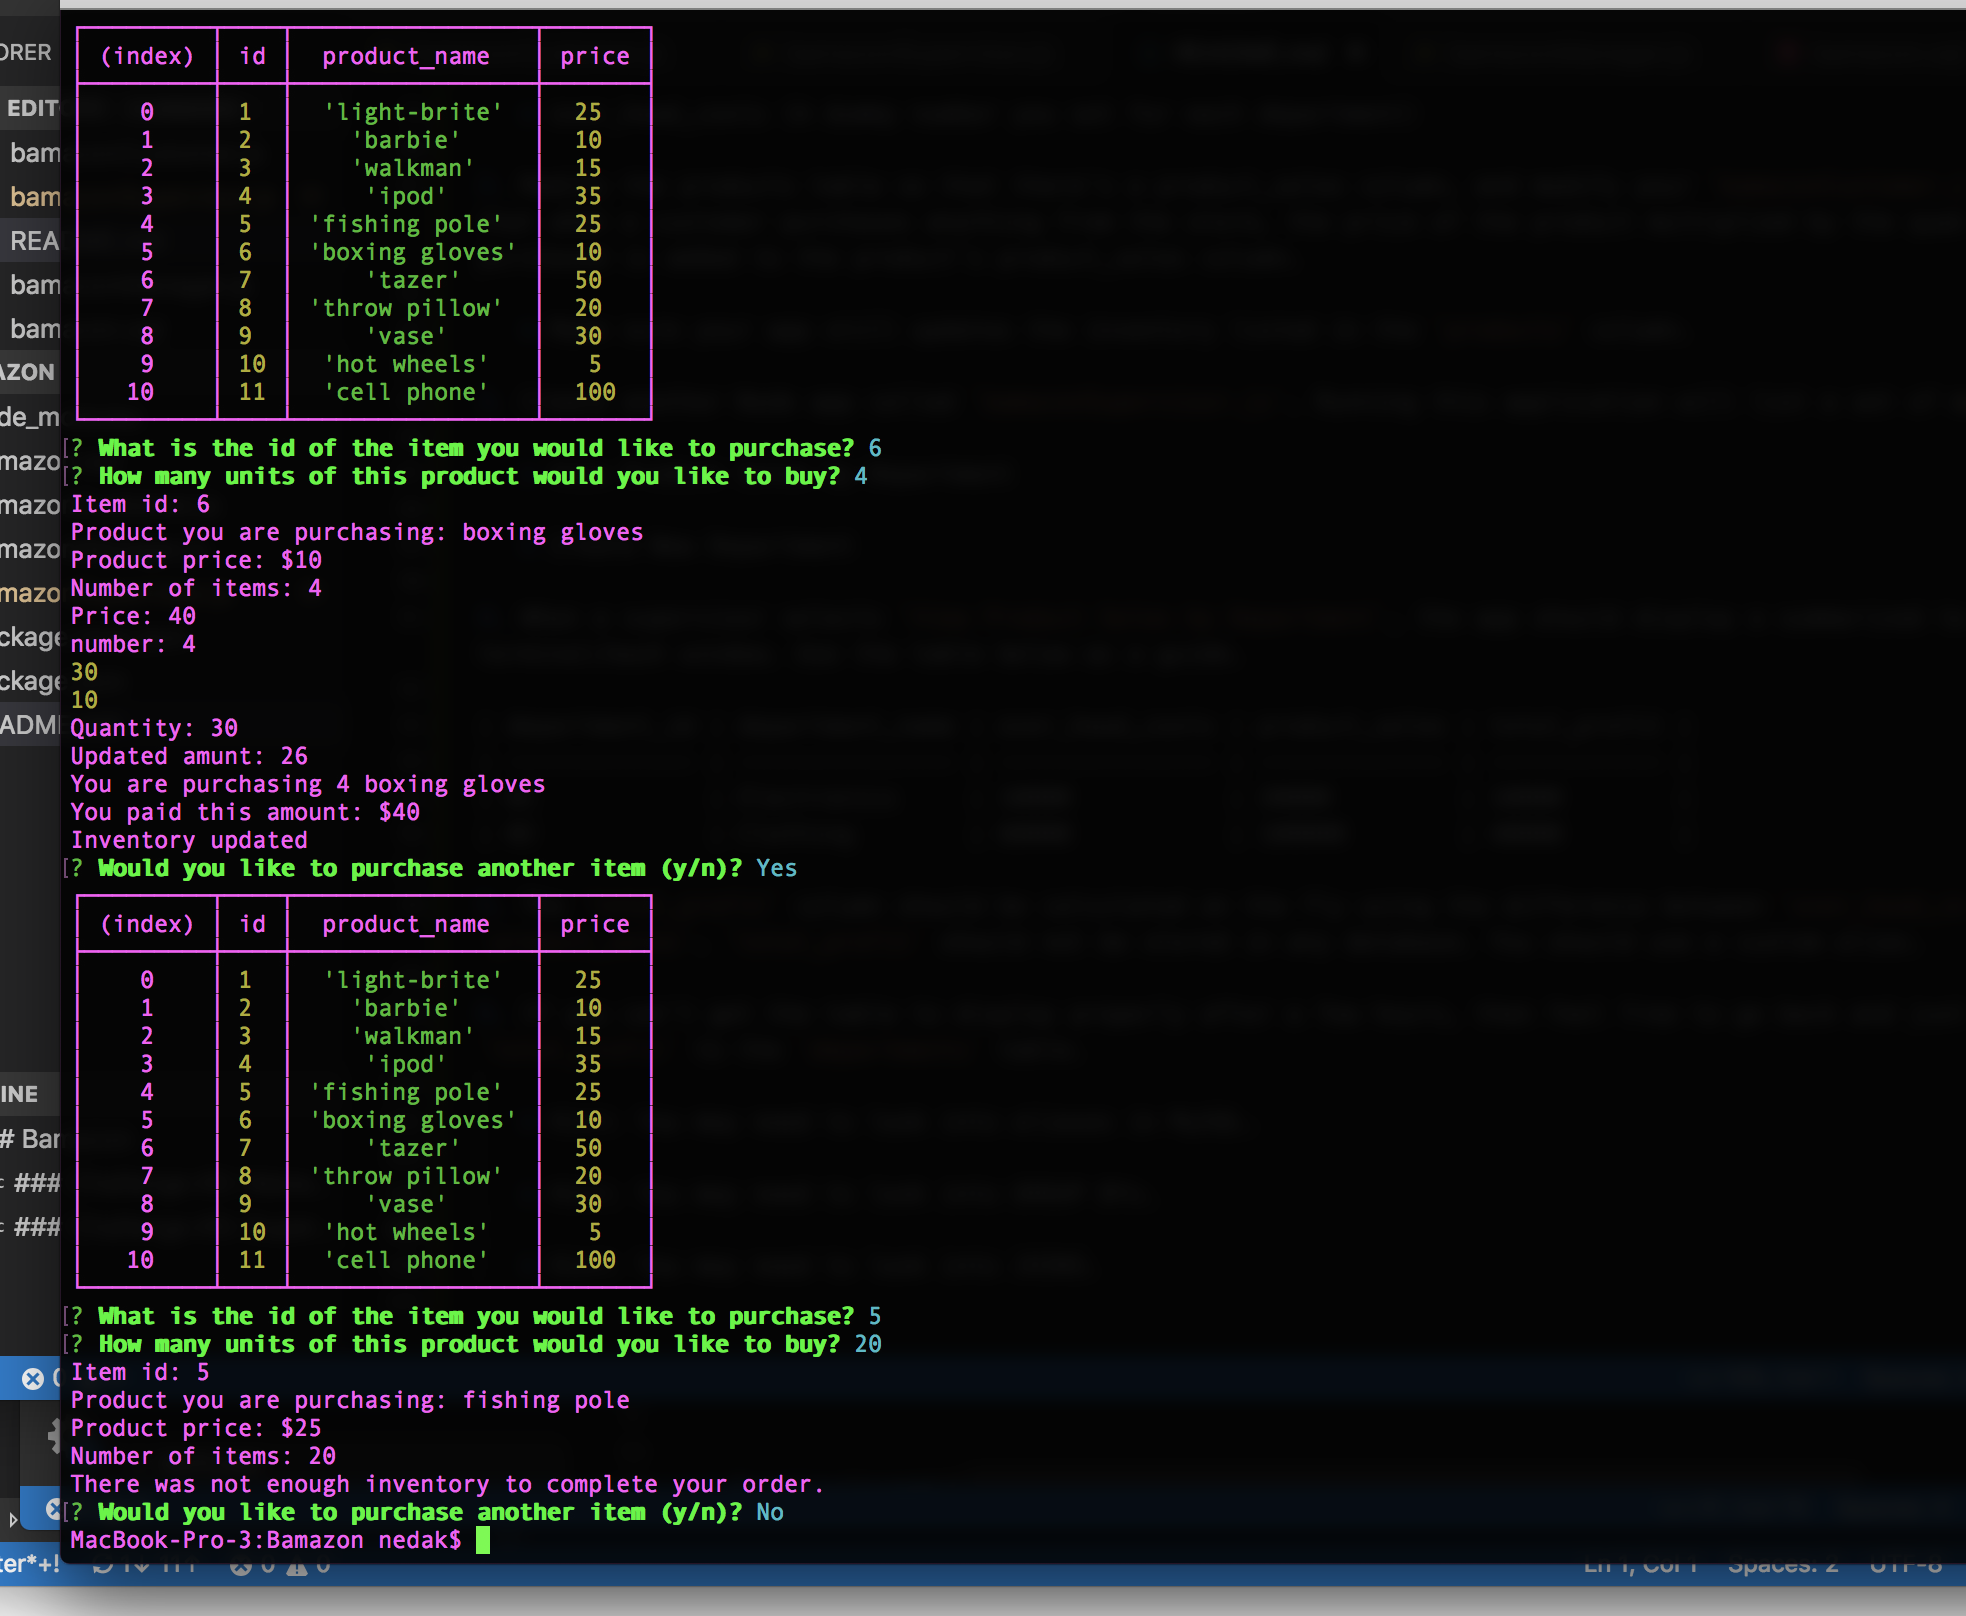 (index) id product_name price
0 1 'light-brite' 25
1 2 'barbie' 10
2 3 'walkman' 15
3 4 'ipod' 35
4 5 'fishing pole' 25
5 6 'boxing gloves' 10
6 7 'tazer' 50
7 8 'throw pillow' 20
8 9 'vase' 30
9 10 'hot wheels' 5
10 11 'cell phone' 100
? What is the id of the item you would like to purchase? 6
? How many units of this product would you like to buy? 4
Item id: 6
Product you are purchasing: boxing gloves
Product price: $10
Number of items: 4
Price: 40
number: 4
30
10
Quantity: 30
Updated amunt: 26
You are purchasing 4 boxing gloves
You paid this amount: $40
Inventory updated
? Would you like to purchase another item (y/n)? Yes
(index) id product_name price
0 1 'light-brite' 25
1 2 'barbie' 10
2 3 'walkman' 15
3 4 'ipod' 35
4 5 'fishing pole' 25
5 6 'boxing gloves' 10
6 7 'tazer' 50
7 8 'throw pillow' 20
8 9 'vase' 30
9 10 'hot wheels' 5
10 11 'cell phone' 100
? What is the id of the item you would like to purchase? 5
? How many units of this product would you like to buy? 20
Item id: 5
Product you are purchasing: fishing pole
Product price: $25
Number of items: 20
There was not enough inventory to complete your order.
? Would you like to purchase another item (y/n)? No
MacBook-Pro-3:Bamazon nedak$
ORER
EDIT
bam
bam
REA
bam
bam
AZON
de_m
mazo
mazo
mazo
mazo
ckage
ckage
ADM
INE
# Bar
###
###
ter*+!
Ln 1, Col 1 Spaces: 2 UTF-8